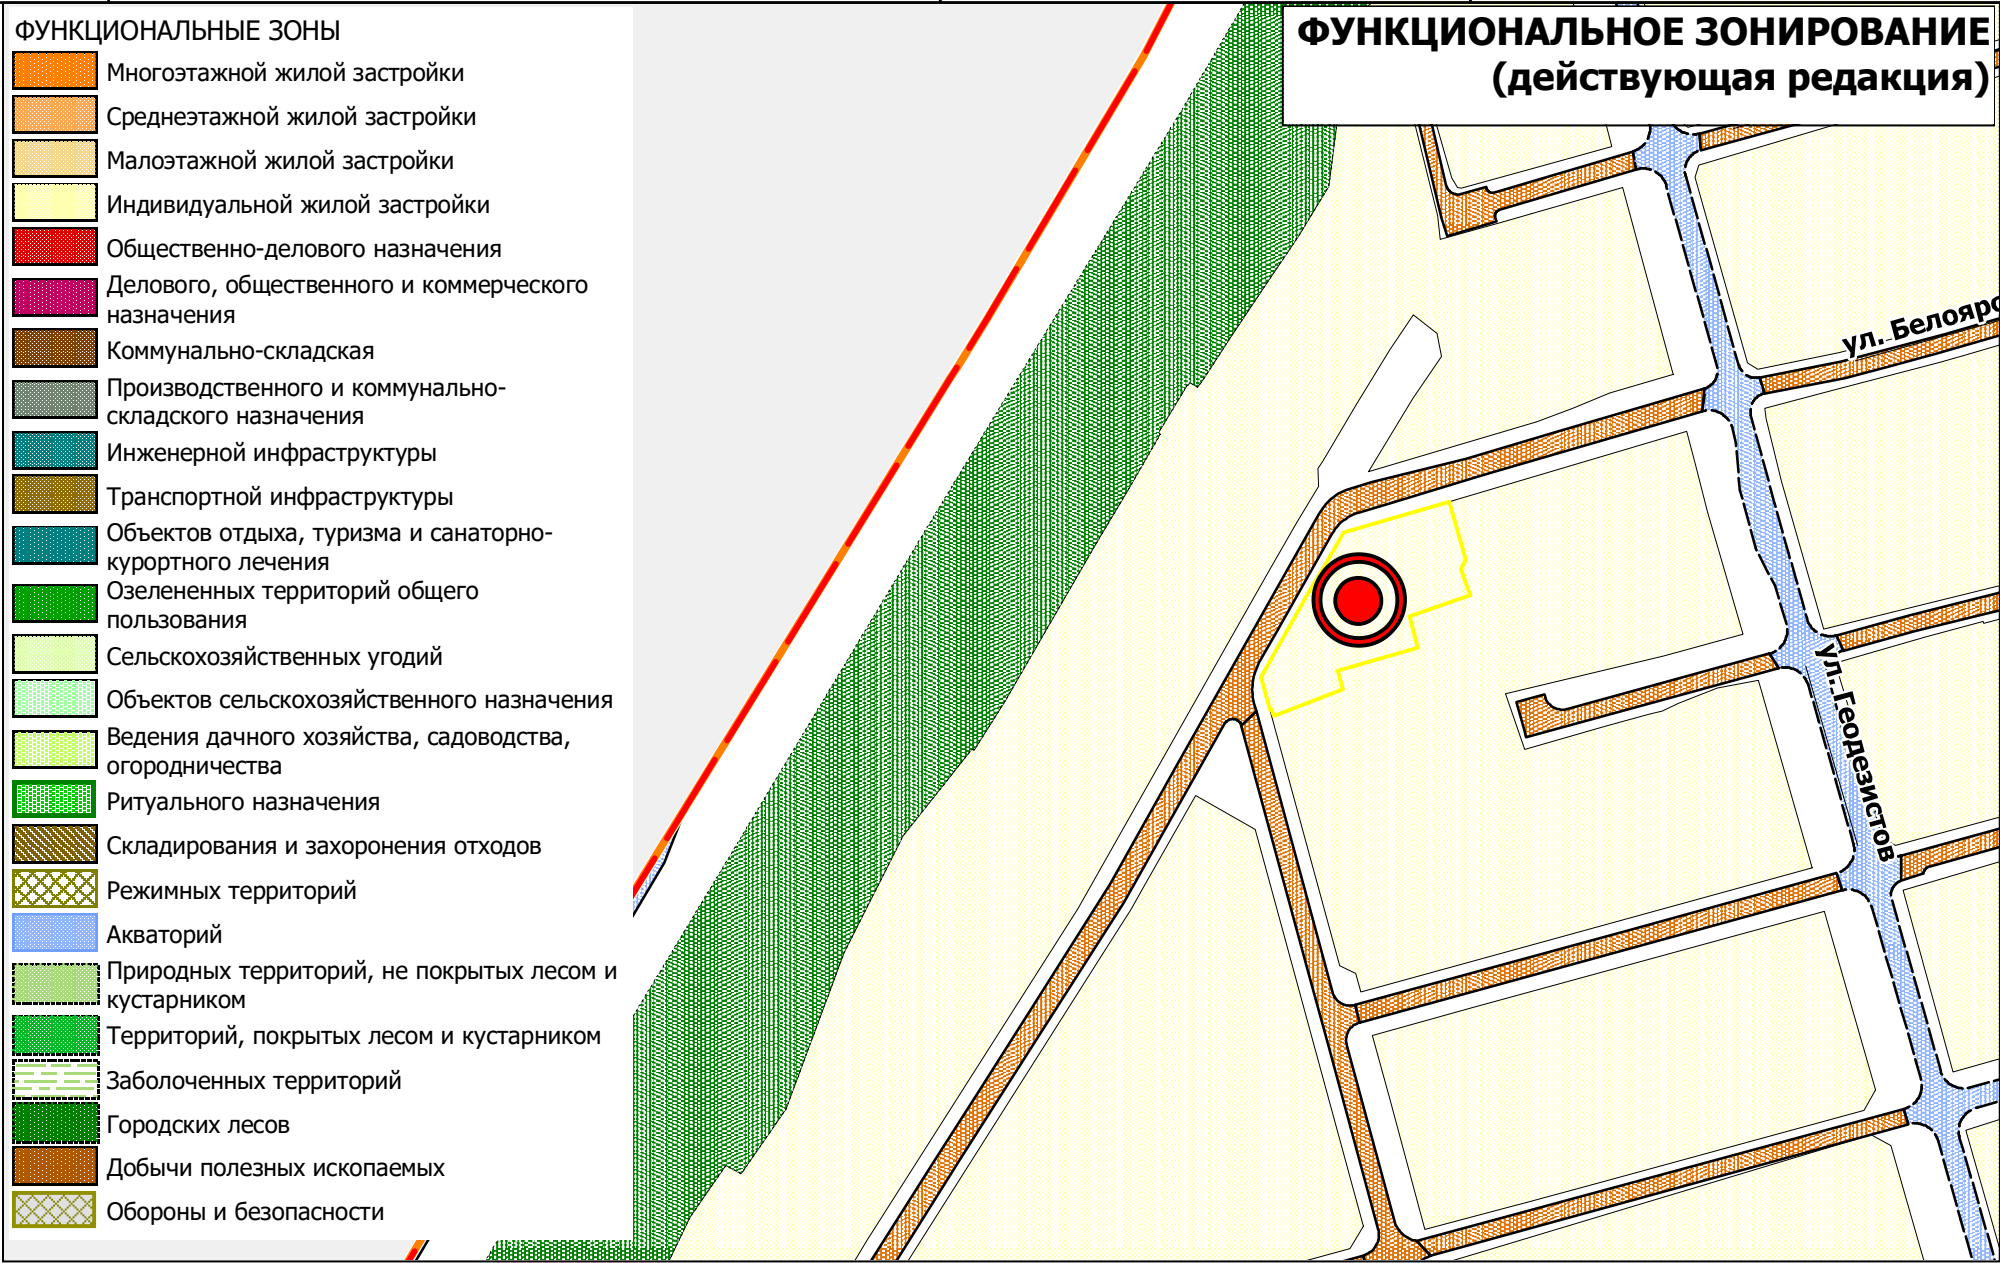 ФУНКЦИОНАЛЬНЫЕ ЗОНЫ
Многоэтажной жилой застройки
Среднеэтажной жилой застройки
Малоэтажной жилой застройки
Индивидуальной жилой застройки
Общественно-делового назначения
Делового, общественного и коммерческого
назначения
Коммунально-складская
Производственного и коммунально-
складского назначения
Инженерной инфраструктуры
Транспортной инфраструктуры
Объектов отдыха, туризма и санаторно-
курортного лечения
Озелененных территорий общего
пользования
Сельскохозяйственных угодий
Объектов сельскохозяйственного назначения
Ведения дачного хозяйства, садоводства,
огородничества
Ритуального назначения
Складирования и захоронения отходов
Режимных территорий
Акваторий
Природных территорий, не покрытых лесом и
кустарником
Территорий, покрытых лесом и кустарником
Заболоченных территорий
Городских лесов
Добычи полезных ископаемых
Обороны и безопасности
ФУНКЦИОНАЛЬНОЕ ЗОНИРОВАНИЕ
(действующая редакция)
ул. Белоярс
ул. Геодезистов